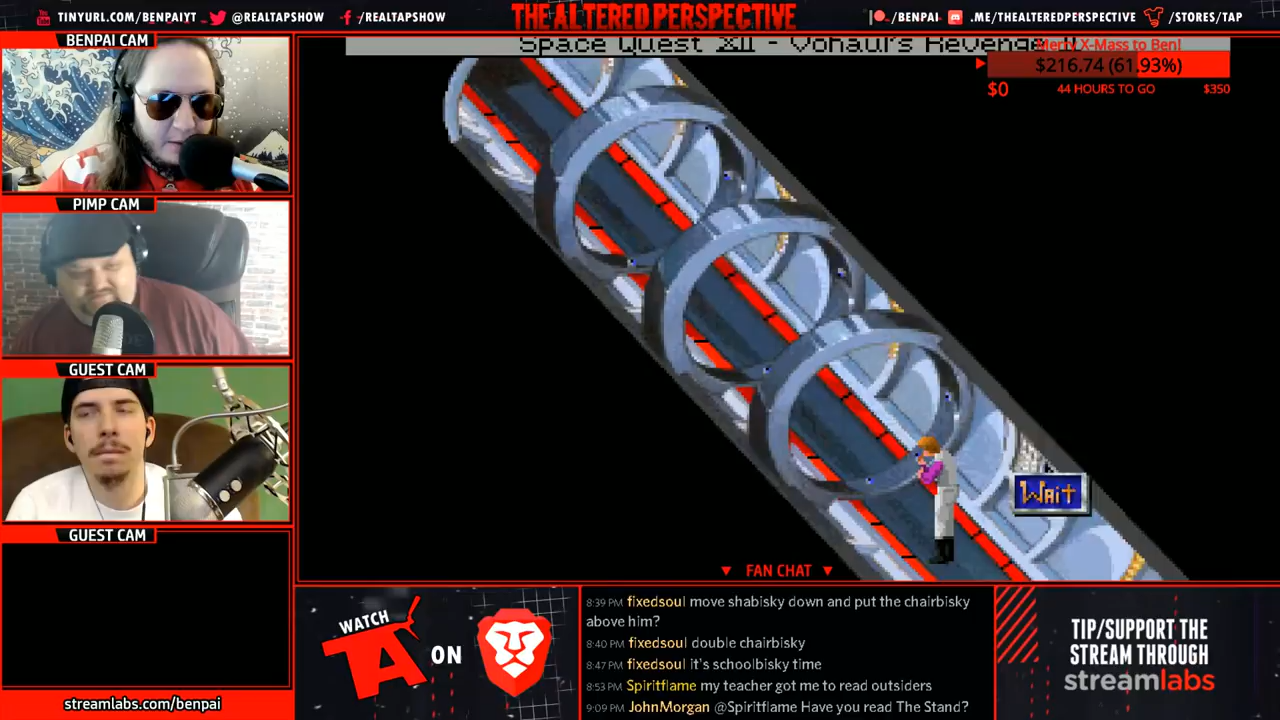 TINYURL.COM/BENPAIYT @REALTAPSHOW /REALTAPSHOW
THE ALTERED PERSPECTIVE
/BENPAI .ME/THEALTEREDPERSPECTIVE /STORES/TAP
BENPAI CAM
Space Quest XII - Vohaul's Revenge II
Merry X-Mass to Ben!
$216.74 (61.93%)
$0 44 HOURS TO GO $350
PIMP CAM
GUEST CAM
Wait
GUEST CAM
FAN CHAT
WATCH
TA ON
8:39 PM fixedsoul move shabisky down and put the chairbisky
above him?
8:40 PM fixedsoul double chairbisky
8:47 PM fixedsoul it's schoolbisky time
8:53 PM Spiritflame my teacher got me to read outsiders
9:09 PM JohnMorgan @Spiritflame Have you read The Stand?
TIP/SUPPORT THE
STREAM THROUGH
streamlabs
streamlabs.com/benpai